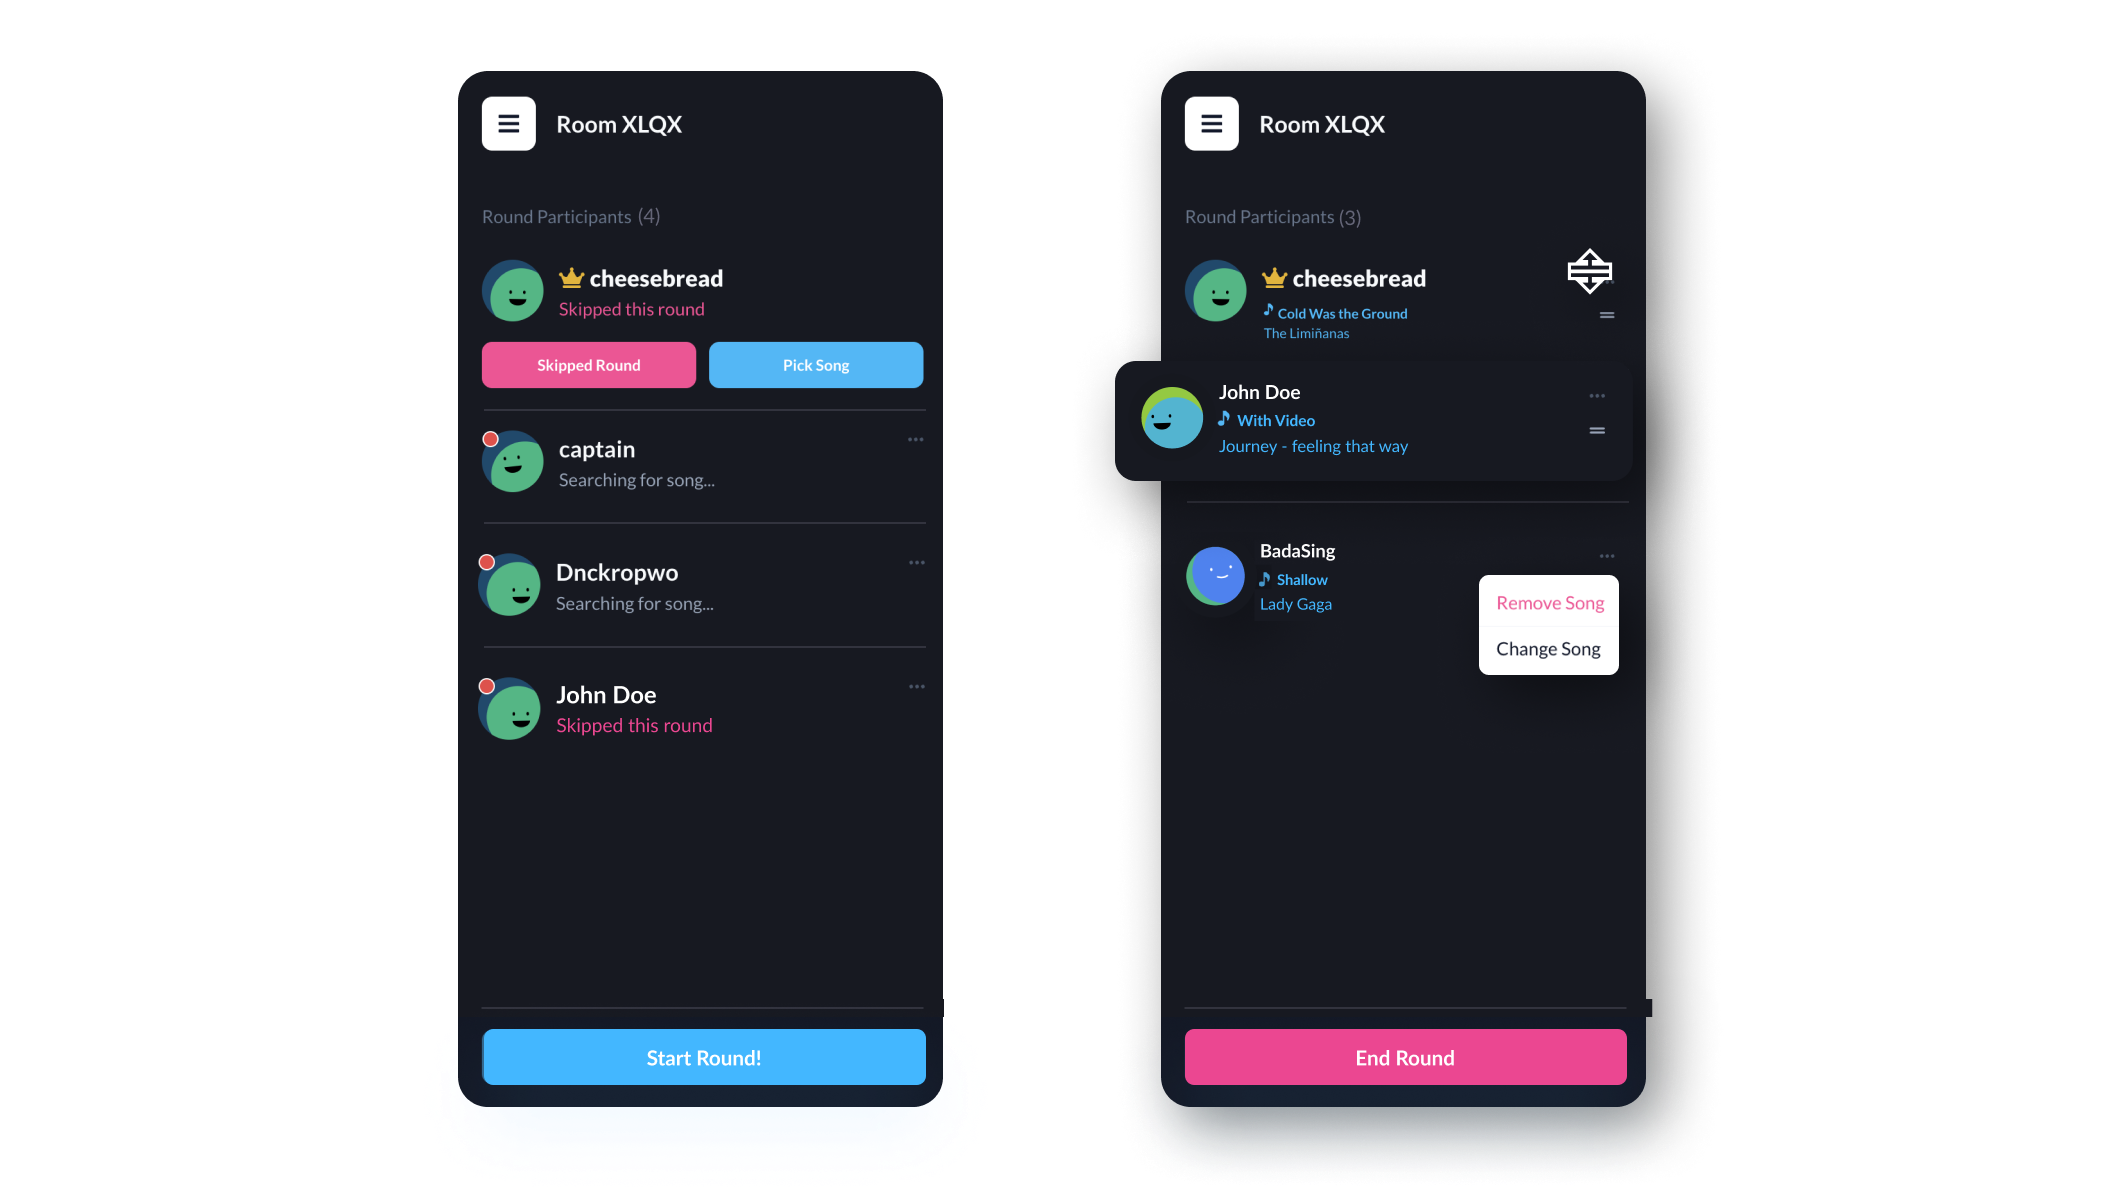 Room XLQX
Round Participants (4)
cheesebread
Skipped this round
Skipped Round
Pick Song
captain
Searching for song...
Dnckropwo
Searching for song...
John Doe
Skipped this round
Start Round!
Room XLQX
Round Participants (3)
cheesebread
Cold Was the Ground
The Limiñanas
John Doe
With Video
Journey - feeling that way
BadaSing
Shallow
Lady Gaga
Remove Song
Change Song
End Round